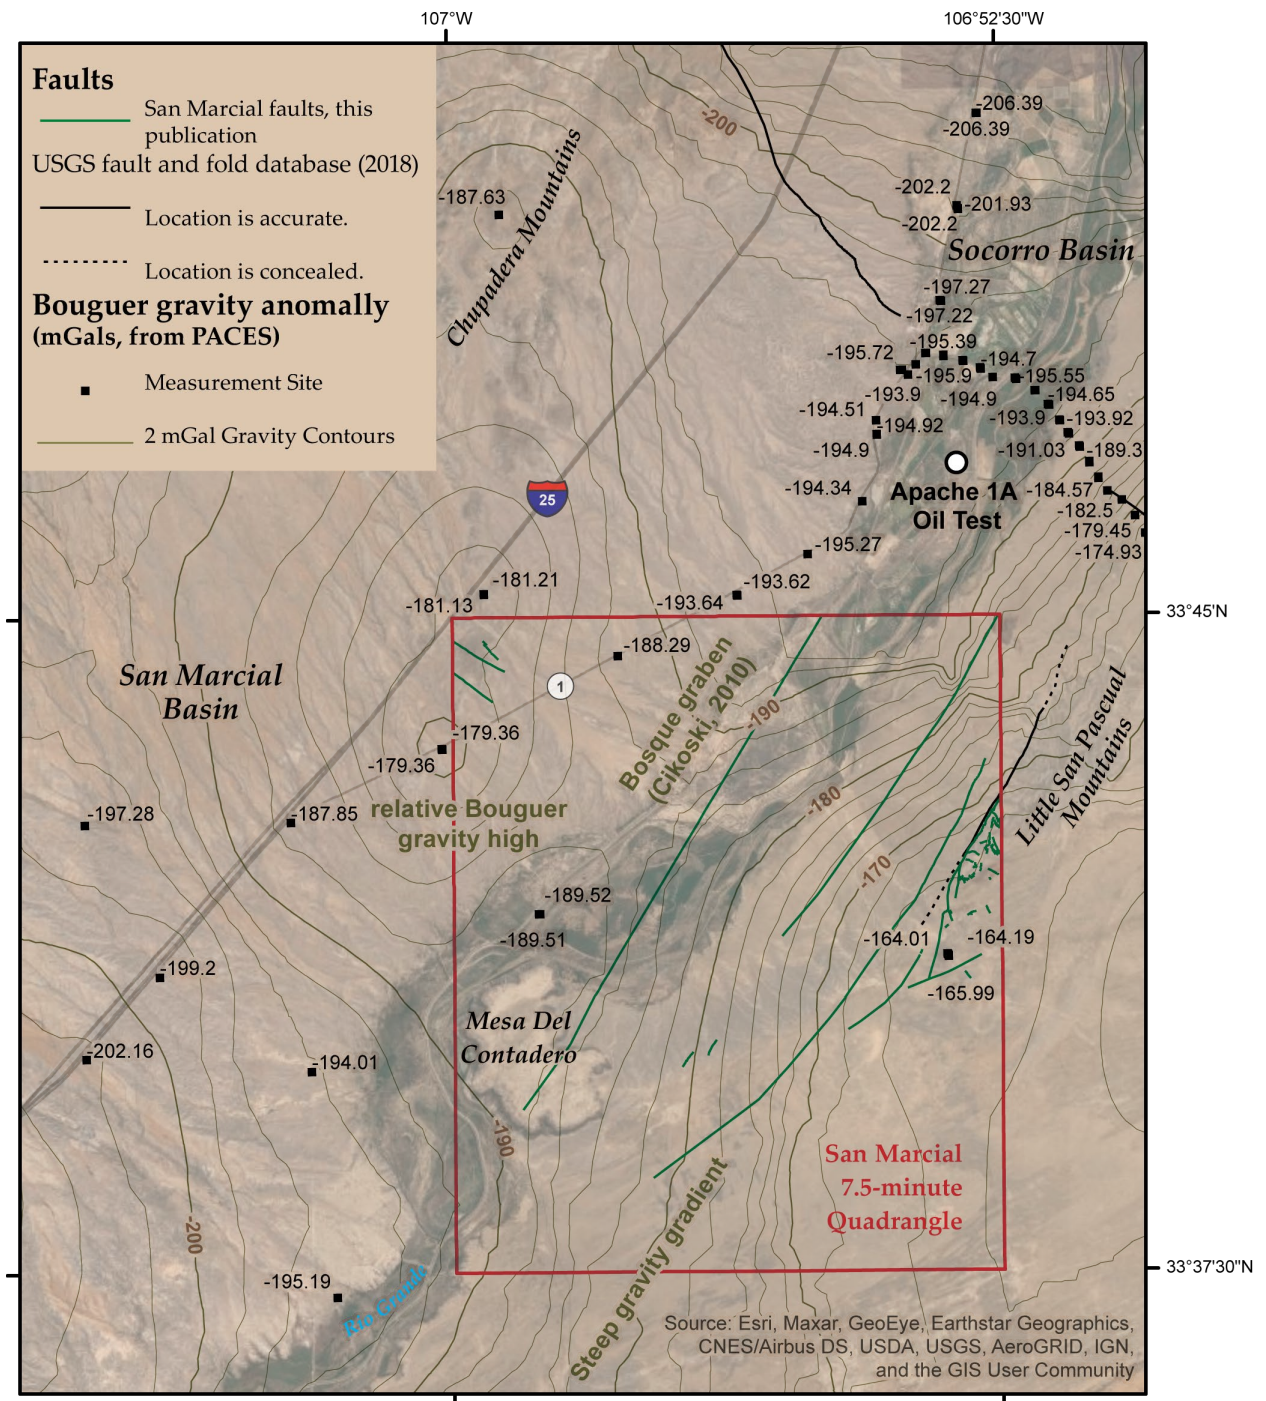 107°W
106°52'30"W
Faults
San Marcial faults, this
publication
USGS fault and fold database (2018)
Location is accurate.
Location is concealed.
Bouguer gravity anomally
(mGals, from PACES)
Measurement Site
2 mGal Gravity Contours
-200
-206.39
-206.39
Chupadera Mountains
-187.63
-202.2
-201.93
-202.2
Socorro Basin
-197.27
-197.22
-195.72
-195.39
-194.7
-195.9
-195.55
-193.9
-194.9
-194.65
-194.51
-194.92
-193.9
-193.92
-194.9
-191.03
-189.3
-194.34
Apache 1A
Oil Test
-184.57
-182.5
-179.45
-174.93
25
-195.27
-181.21
-181.13
-193.62
-193.64
33°45'N
-188.29
1
San Marcial
Basin
Bosque graben
(Cikoski, 2010)
-190
Little San Pascual
Mountains
-179.36
-179.36
-197.28
-187.85
relative Bouguer
gravity high
-180
-170
-189.52
-189.51
-164.01
-164.19
-165.99
-199.2
Mesa Del
Contadero
-202.16
-194.01
-190
San Marcial
7.5-minute
Quadrangle
-200
Steep gravity gradient
-195.19
Rio Grande
33°37'30"N
Source: Esri, Maxar, GeoEye, Earthstar Geographics,
CNES/Airbus DS, USDA, USGS, AeroGRID, IGN,
and the GIS User Community